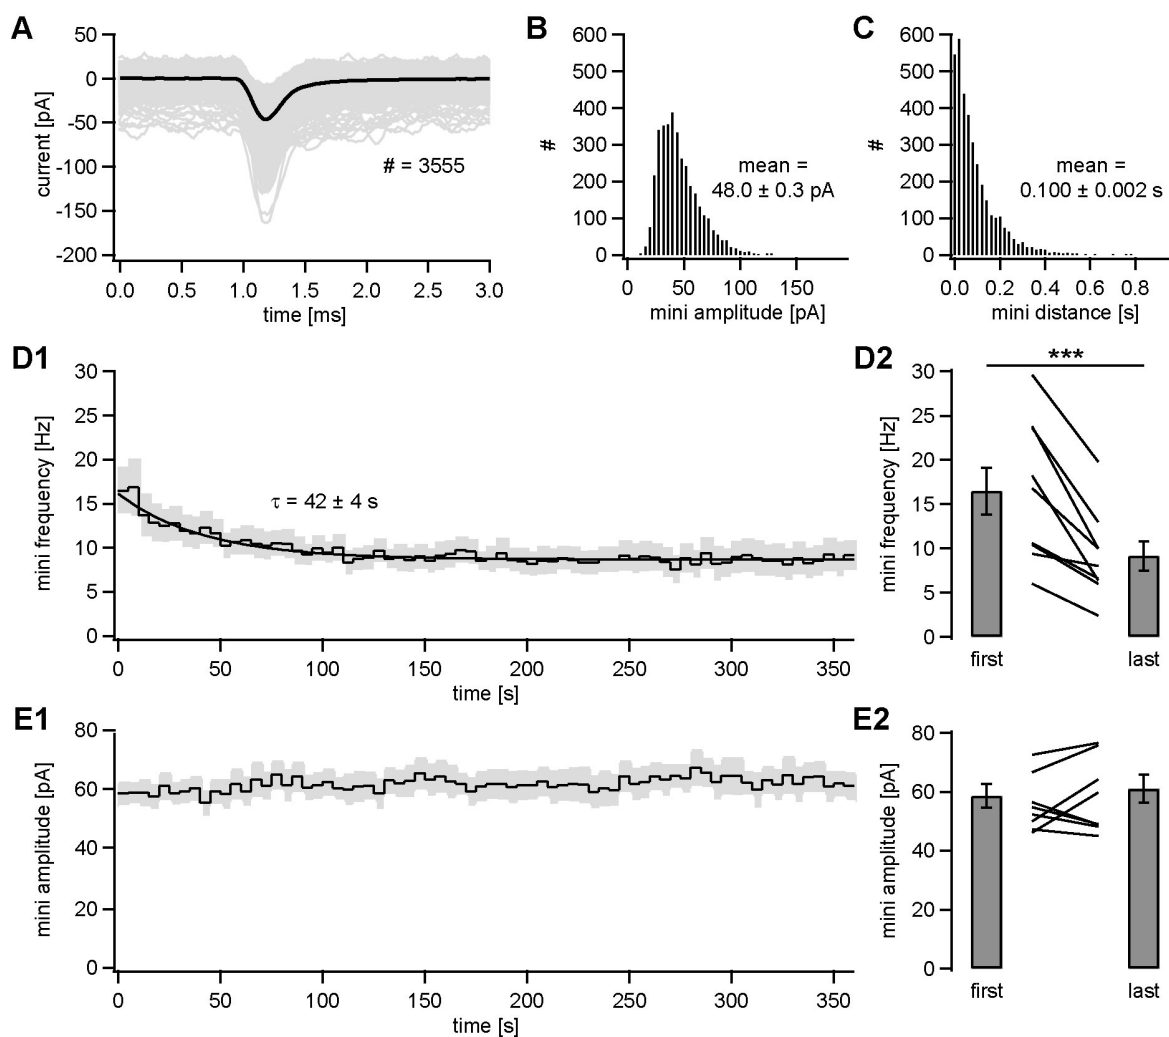 A
current [pA]
50
0
-50
-100
-150
-200
# = 3555
0.0 0.5 1.0 1.5 2.0 2.5 3.0
time [ms]
B
#
600
500
400
300
200
100
0
mean =
48.0 ± 0.3 pA
0 50 100 150
mini amplitude [pA]
C
#
600
500
400
300
200
100
0
mean =
0.100 ± 0.002 s
0.0 0.2 0.4 0.6 0.8
mini distance [s]
D1
mini frequency [Hz]
30
25
20
15
10
5
0
τ = 42 ± 4 s
0 50 100 150 200 250 300 350
time [s]
D2
mini frequency [Hz]
30
25
20
15
10
5
0
***
first last
E1
mini amplitude [pA]
80
60
40
20
0
0 50 100 150 200 250 300 350
time [s]
E2
mini amplitude [pA]
80
60
40
20
0
first last